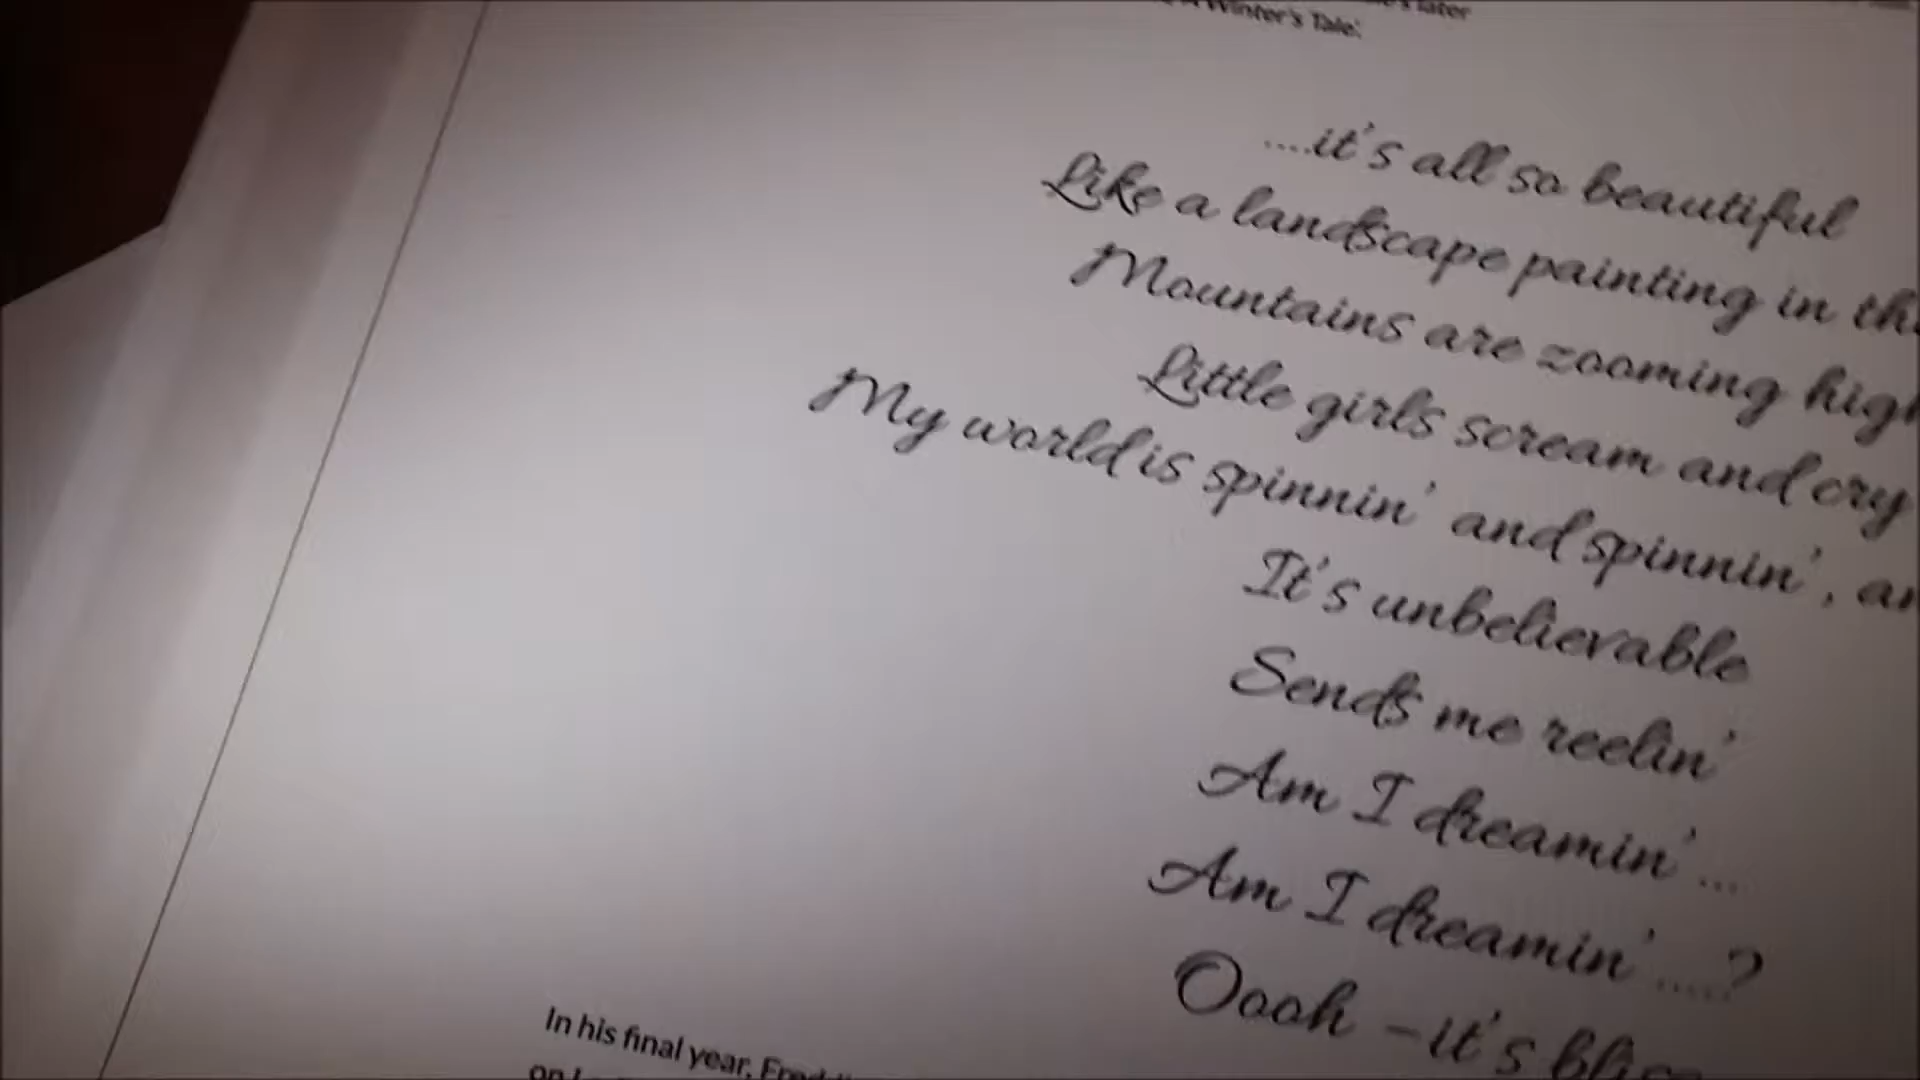 later
Winter's Tale:
....it's all so beautiful
Like a landscape painting in
Mountains are zooming
Little girls scream and cry
My world is spinnin' and spinnin',
It's unbelievable
Sends me reelin'
Am I dreamin' ...
Am I dreamin' .....?
Oooh - it's
In his final year,
on